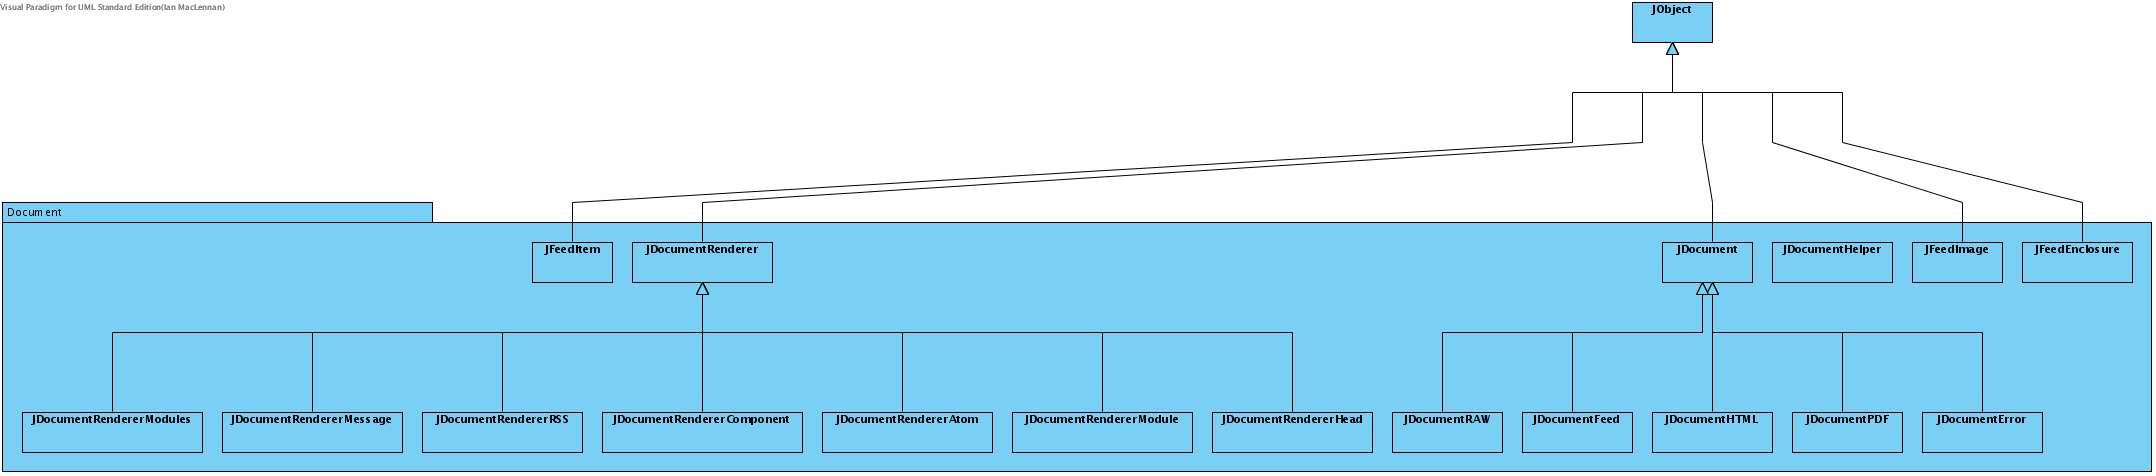 Visual Paradigm for UML Standard Edition(Ian MacLennan)
JObject
Document
JFeedItem
JDocumentRenderer
JDocument
JDocumentHelper
JFeedImage
JFeedEnclosure
JDocumentRendererModules
JDocumentRendererMessage
JDocumentRendererRSS
JDocumentRendererComponent
JDocumentRendererAtom
JDocumentRendererModule
JDocumentRendererHead
JDocumentRAW
JDocumentFeed
JDocumentHTML
JDocumentPDF
JDocumentError